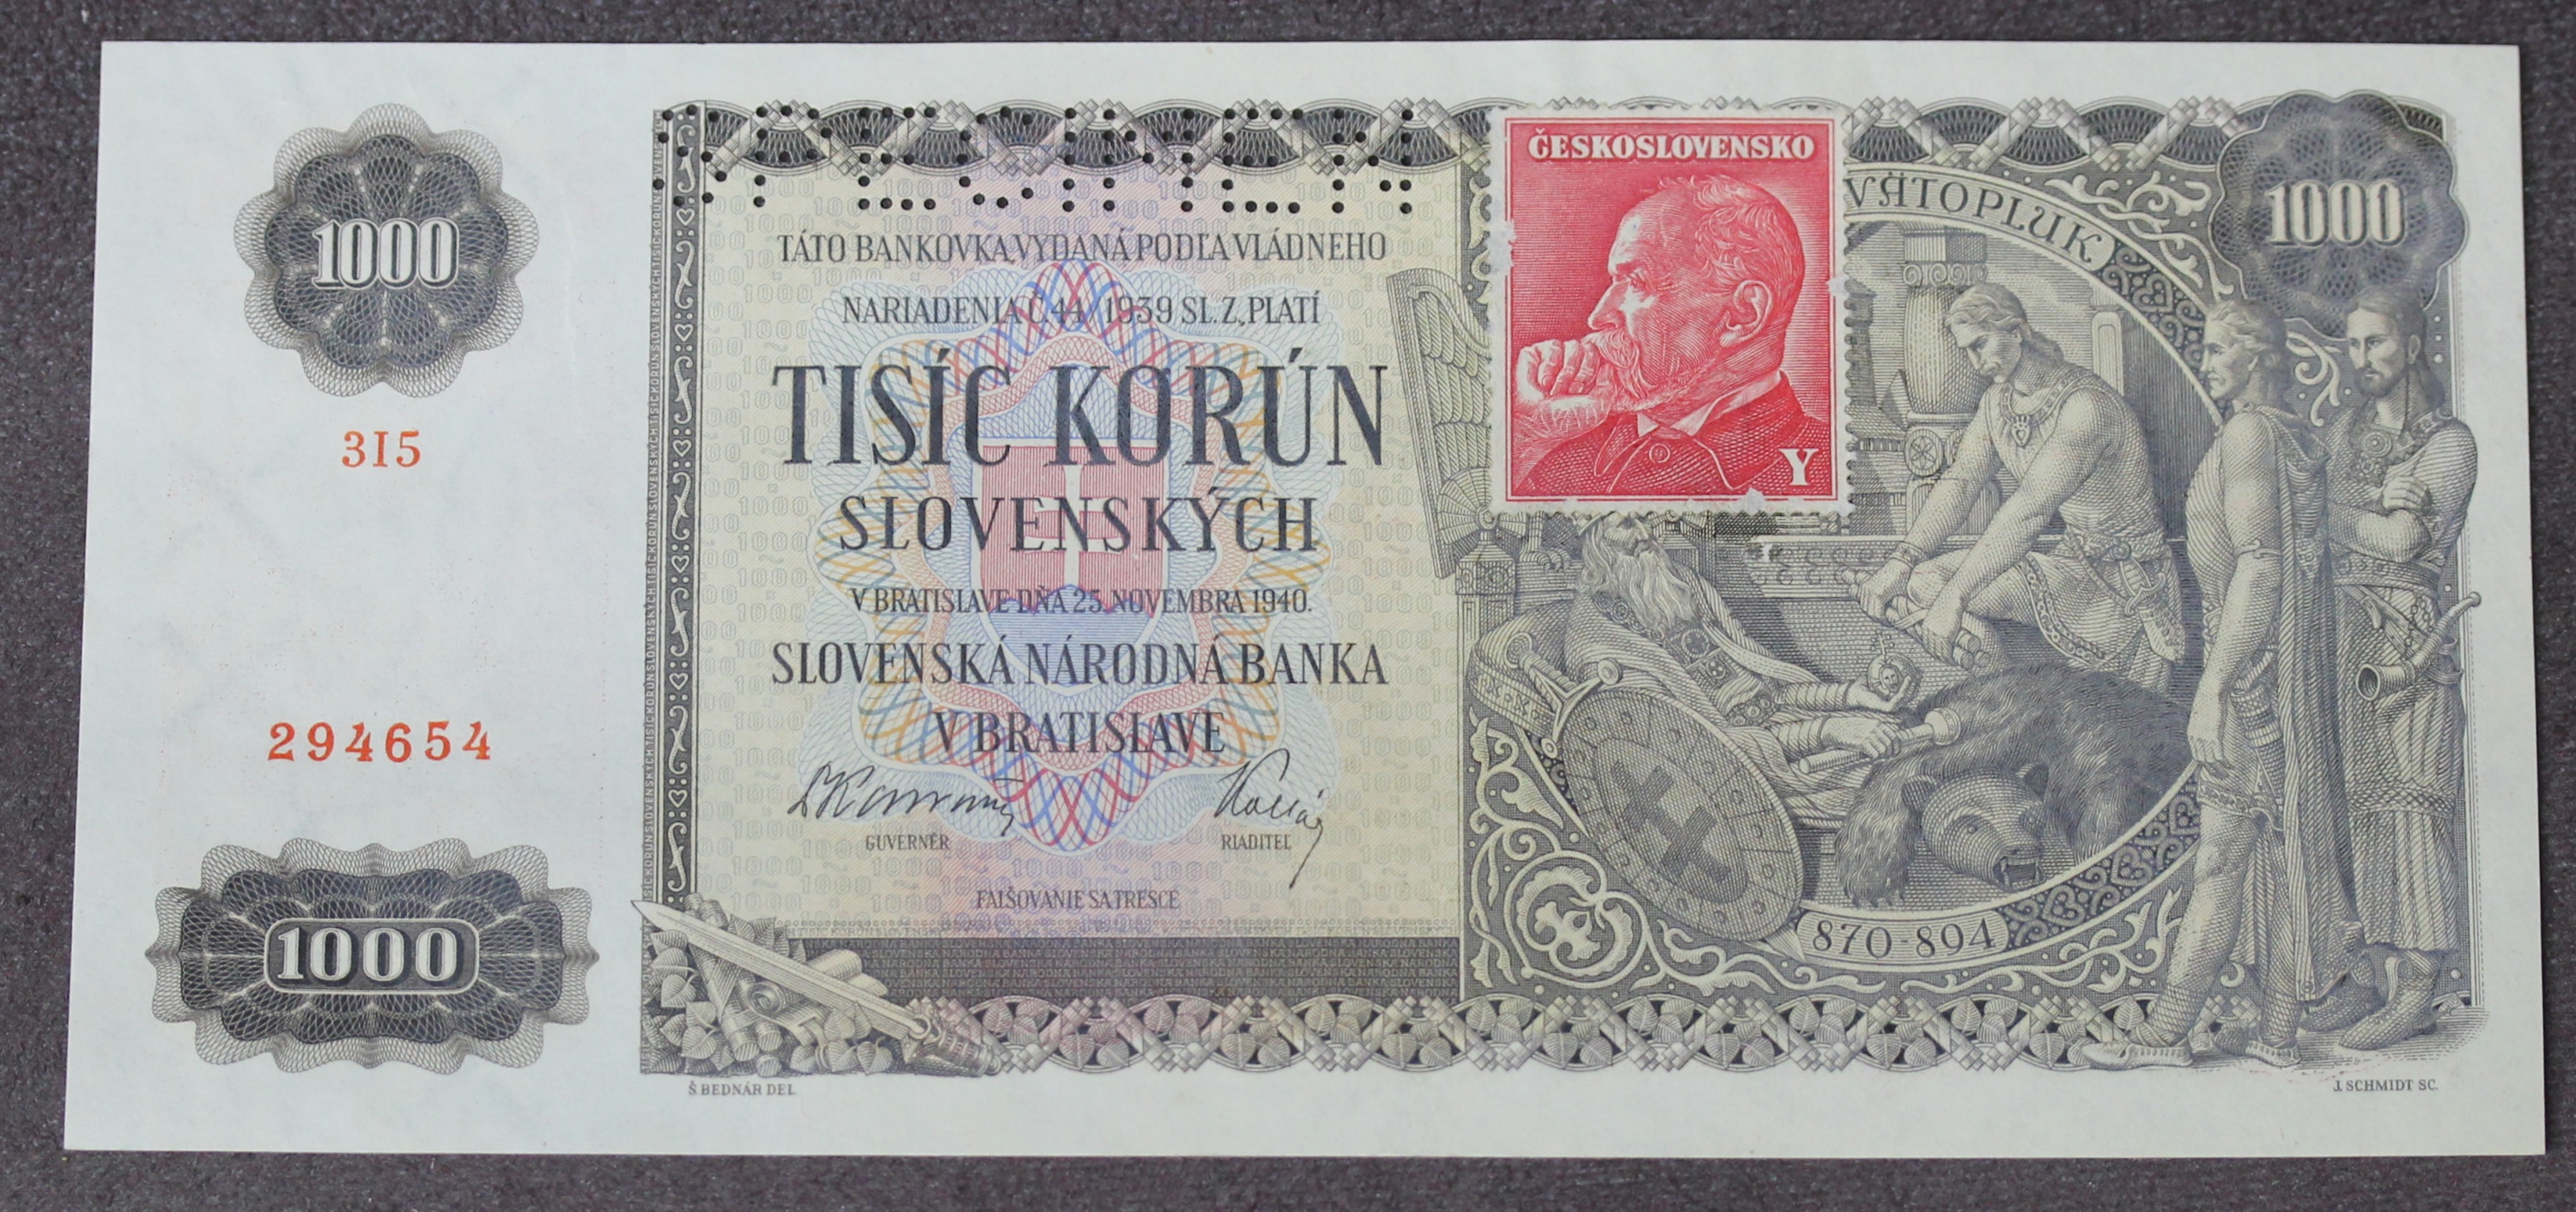 1000
315
294654
1000
TÁTO BANKOVKA, VYDANÁ PODĽA VLÁDNEHO
NARIADENIA Č. 44/1939 SL. Z., PLATÍ
TISÍC KORÚN
SLOVENSKÝCH
V BRATISLAVE DŇA 25. NOVEMBRA 1940.
SLOVENSKÁ NÁRODNÁ BANKA
V BRATISLAVE
GUVERNÉR
RIADITEĽ
FALŠOVANIE SA TRESCE
ČESKOSLOVENSKO
Y
VÄTOPLUK
1000
870-894
Š. BEDNÁR DEL.
J. SCHMIDT SC.